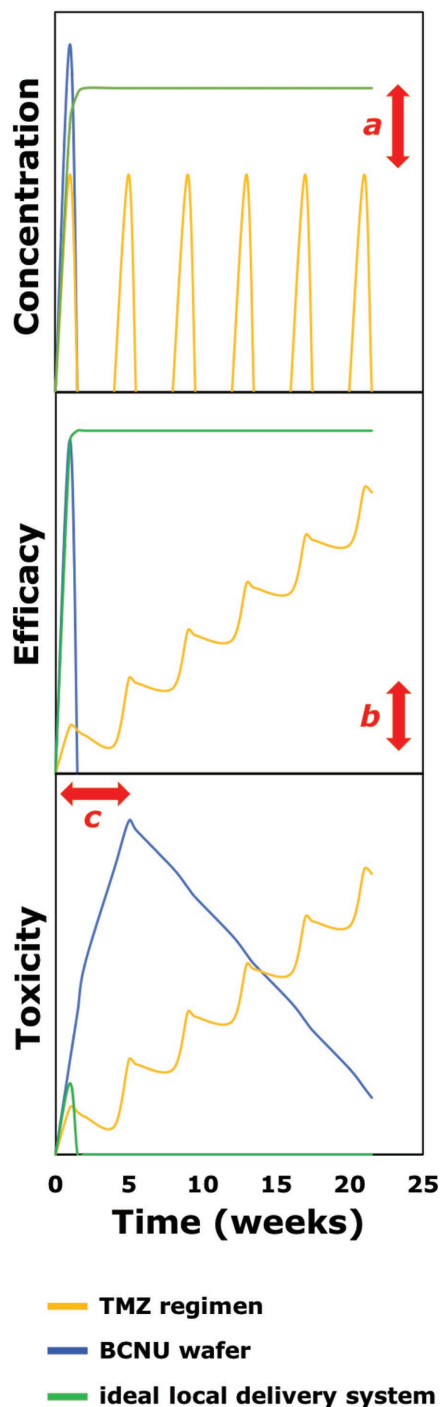 Concentration
a
Efficacy
b
c
Toxicity
0 5 10 15 20 25
Time (weeks)
TMZ regimen
BCNU wafer
ideal local delivery system